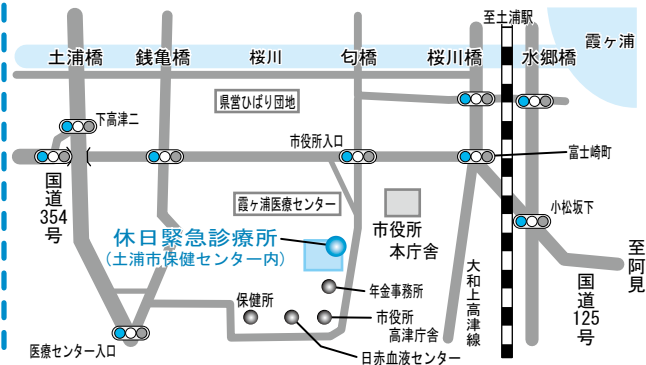 至土浦駅
霞ヶ浦
土浦橋
銭亀橋
桜川
匂橋
桜川橋
水郷橋
県営ひばり団地
下高津二
市役所入口
富士崎町
国道354号
霞ヶ浦医療センター
市役所
本庁舎
小松坂下
休日緊急診療所
(土浦市保健センター内)
至阿見
大和上高津線
国道125号
年金事務所
保健所
市役所
高津庁舎
医療センター入口
日赤血液センター